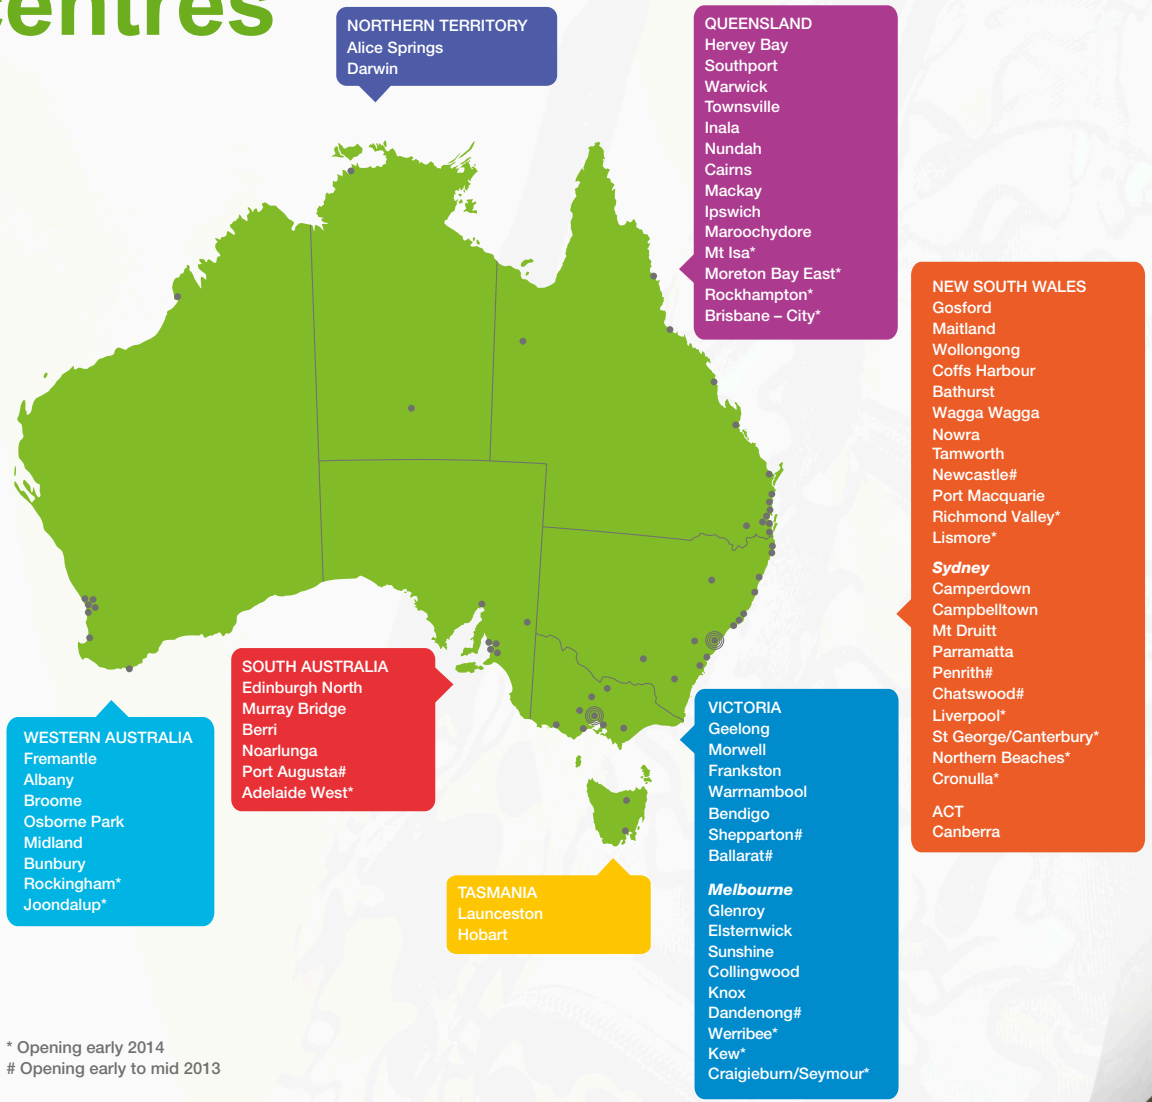 centres
NORTHERN TERRITORY
Alice Springs
Darwin
QUEENSLAND
Hervey Bay
Southport
Warwick
Townsville
Inala
Nundah
Cairns
Mackay
Ipswich
Maroochydore
Mt Isa*
Moreton Bay East*
Rockhampton*
Brisbane – City*
NEW SOUTH WALES
Gosford
Maitland
Wollongong
Coffs Harbour
Bathurst
Wagga Wagga
Nowra
Tamworth
Newcastle#
Port Macquarie
Richmond Valley*
Lismore*
Sydney
Camperdown
Campbelltown
Mt Druitt
Parramatta
Penrith#
Chatswood#
Liverpool*
St George/Canterbury*
Northern Beaches*
Cronulla*
ACT
Canberra
SOUTH AUSTRALIA
Edinburgh North
Murray Bridge
Berri
Noarlunga
Port Augusta#
Adelaide West*
WESTERN AUSTRALIA
Fremantle
Albany
Broome
Osborne Park
Midland
Bunbury
Rockingham*
Joondalup*
VICTORIA
Geelong
Morwell
Frankston
Warrnambool
Bendigo
Shepparton#
Ballarat#
Melbourne
Glenroy
Elsternwick
Sunshine
Collingwood
Knox
Dandenong#
Werribee*
Kew*
Craigieburn/Seymour*
TASMANIA
Launceston
Hobart
* Opening early 2014
# Opening early to mid 2013